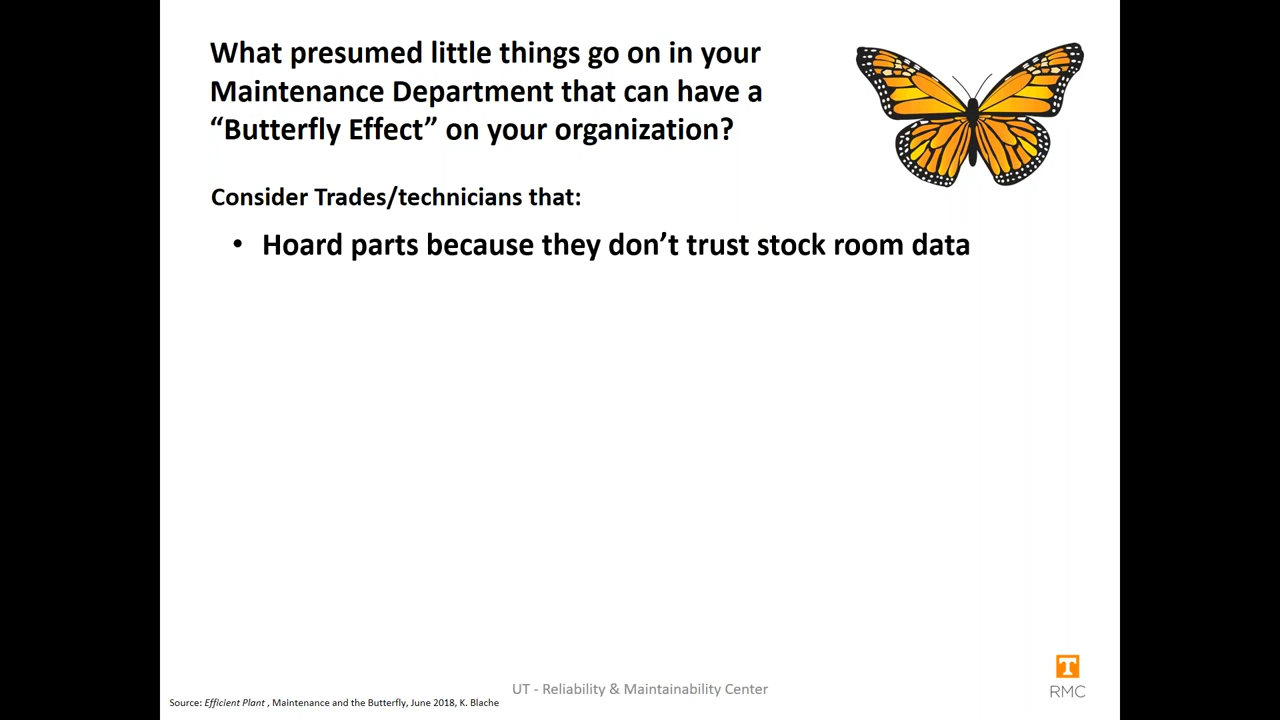 What presumed little things go on in your
Maintenance Department that can have a
“Butterfly Effect” on your organization?
Consider Trades/technicians that:
• Hoard parts because they don’t trust stock room data
UT - Reliability & Maintainability Center
T
RMC
Source: Efficient Plant , Maintenance and the Butterfly, June 2018, K. Blache